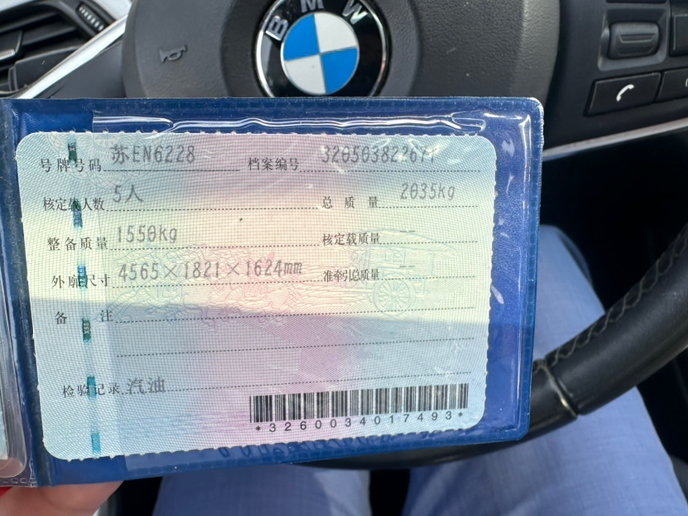 BMW
号牌号码 苏EN6228 档案编号 320503822671
核定载人数 5人 总质量 2035kg
整备质量 1550kg 核定载质量 --
外廓尺寸 4565×1821×1624mm 准牵引总质量 --
备注
检验记录 汽油
*3260034017493*